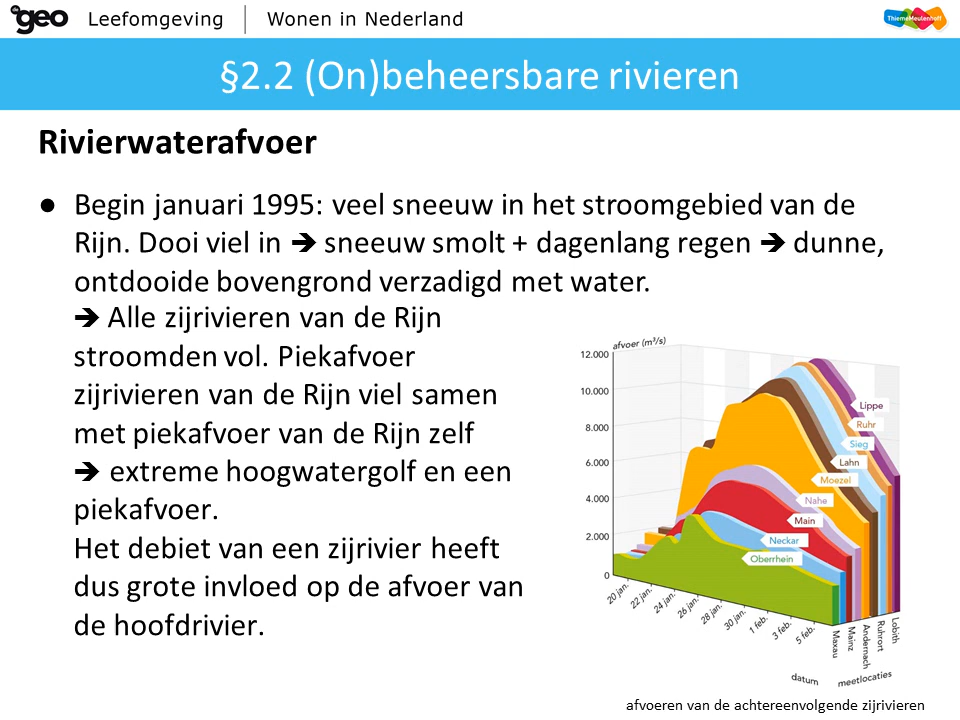 de geo Leefomgeving | Wonen in Nederland
ThiemeMeulenhoff
§2.2 (On)beheersbare rivieren
Rivierwaterafvoer
● Begin januari 1995: veel sneeuw in het stroomgebied van de
Rijn. Dooi viel in ➔ sneeuw smolt + dagenlang regen ➔ dunne,
ontdooide bovengrond verzadigd met water.
➔ Alle zijrivieren van de Rijn
stroomden vol. Piekafvoer
zijrivieren van de Rijn viel samen
met piekafvoer van de Rijn zelf
➔ extreme hoogwatergolf en een
piekafvoer.
Het debiet van een zijrivier heeft
dus grote invloed op de afvoer van
de hoofdrivier.
afvoer (m³/s)
12.000
10.000
8.000
6.000
4.000
2.000
0
Lippe
Ruhr
Sieg
Lahn
Moezel
Nahe
Main
Neckar
Oberrhein
20 jan.
22 jan.
24 jan.
26 jan.
28 jan.
30 jan.
1 feb.
3 feb.
5 feb.
Maxau
Mainz
Andernach
Ruhrort
Lobith
datum
meetlocaties
afvoeren van de achtereenvolgende zijrivieren